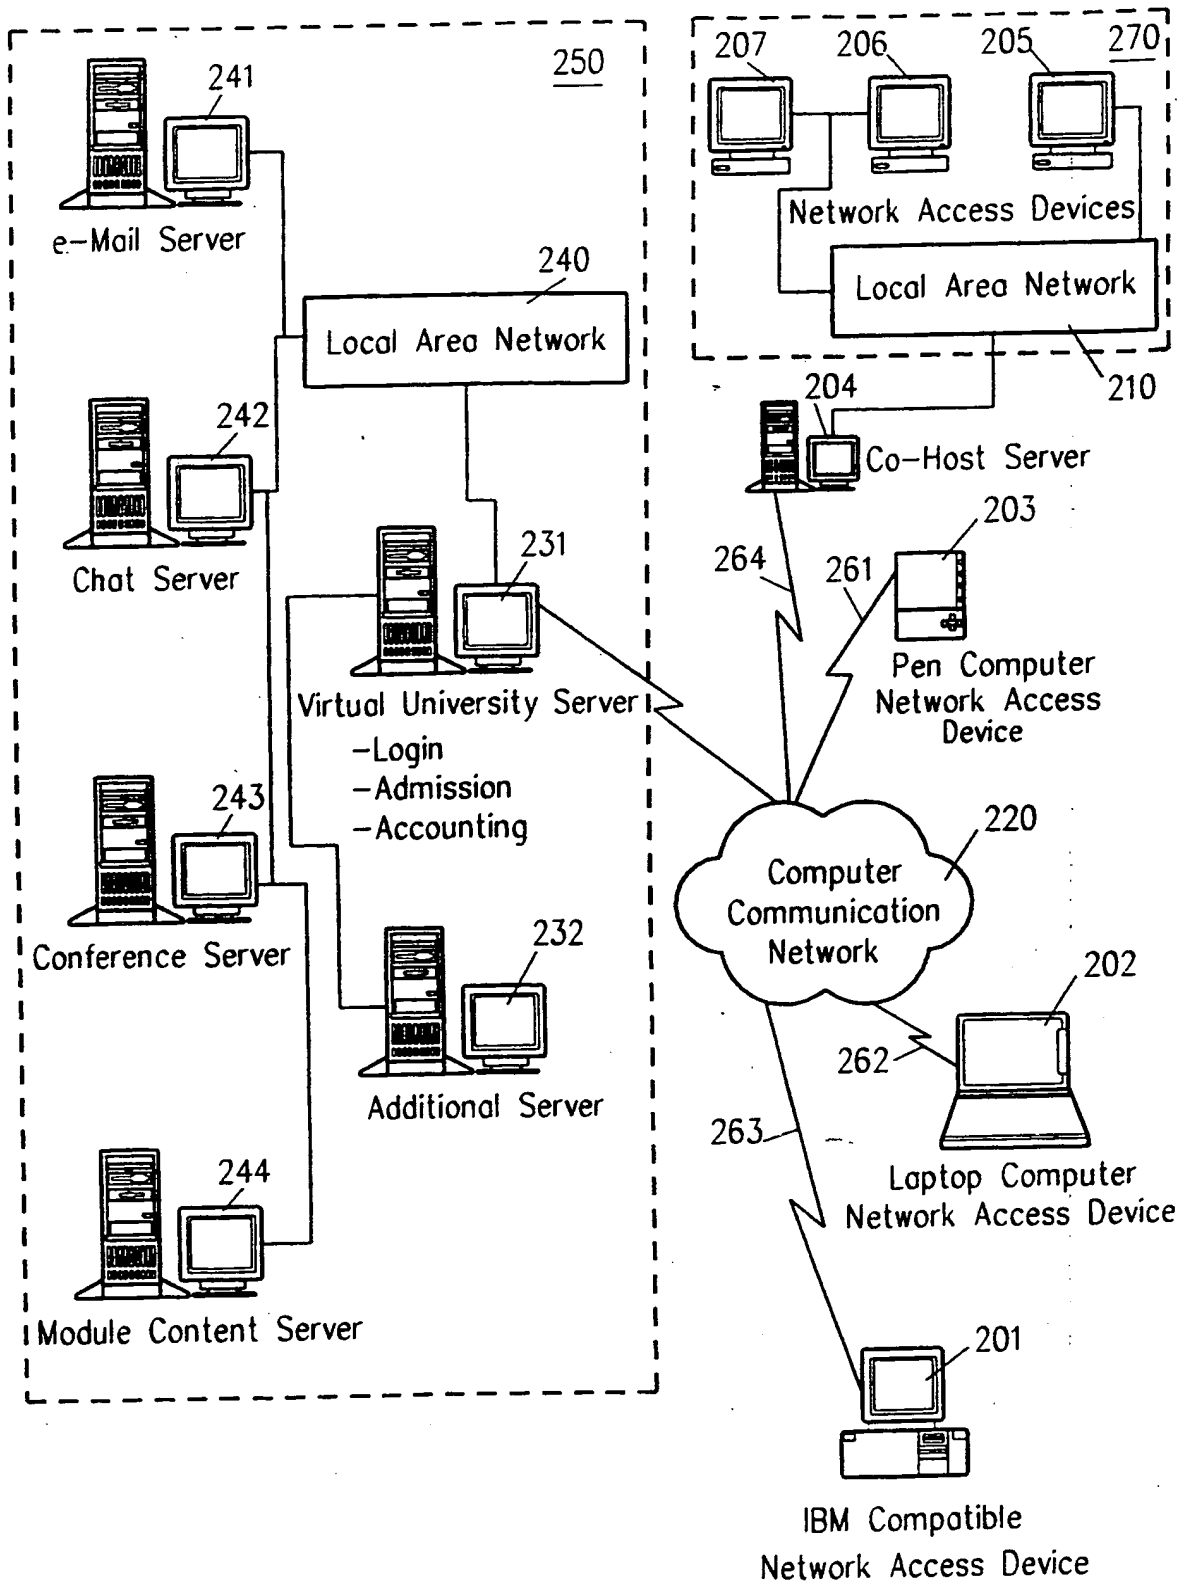 250
241
e-Mail Server
240
Local Area Network
242
Chat Server
231
Virtual University Server
-Login
-Admission
-Accounting
243
Conference Server
232
Additional Server
244
Module Content Server
207
206
205
270
Network Access Devices
Local Area Network
210
204
Co-Host Server
203
264
261
Pen Computer
Network Access
Device
220
Computer
Communication
Network
202
262
263
Laptop Computer
Network Access Device
201
IBM Compatible
Network Access Device